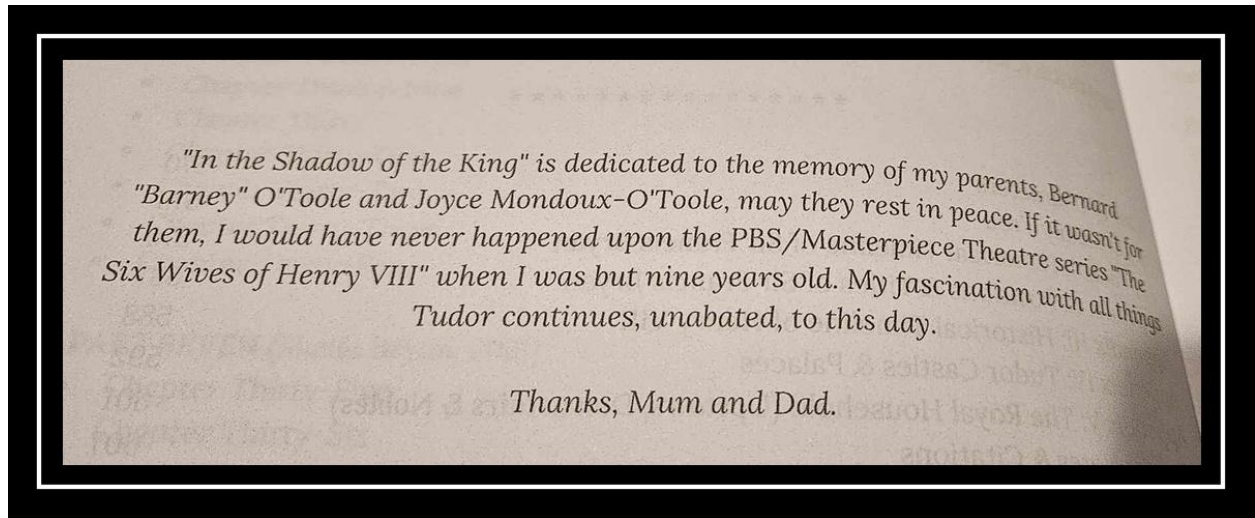 "In the Shadow of the King" is dedicated to the memory of my parents, Bernard
"Barney" O'Toole and Joyce Mondoux-O'Toole, may they rest in peace. If it wasn't for
them, I would have never happened upon the PBS/Masperpiece Theatre series "The
Six Wives of Henry VIII" when I was but nine years old. My fascination with all things
Tudor continues, unabated, to this day.
Thanks, Mum and Dad.